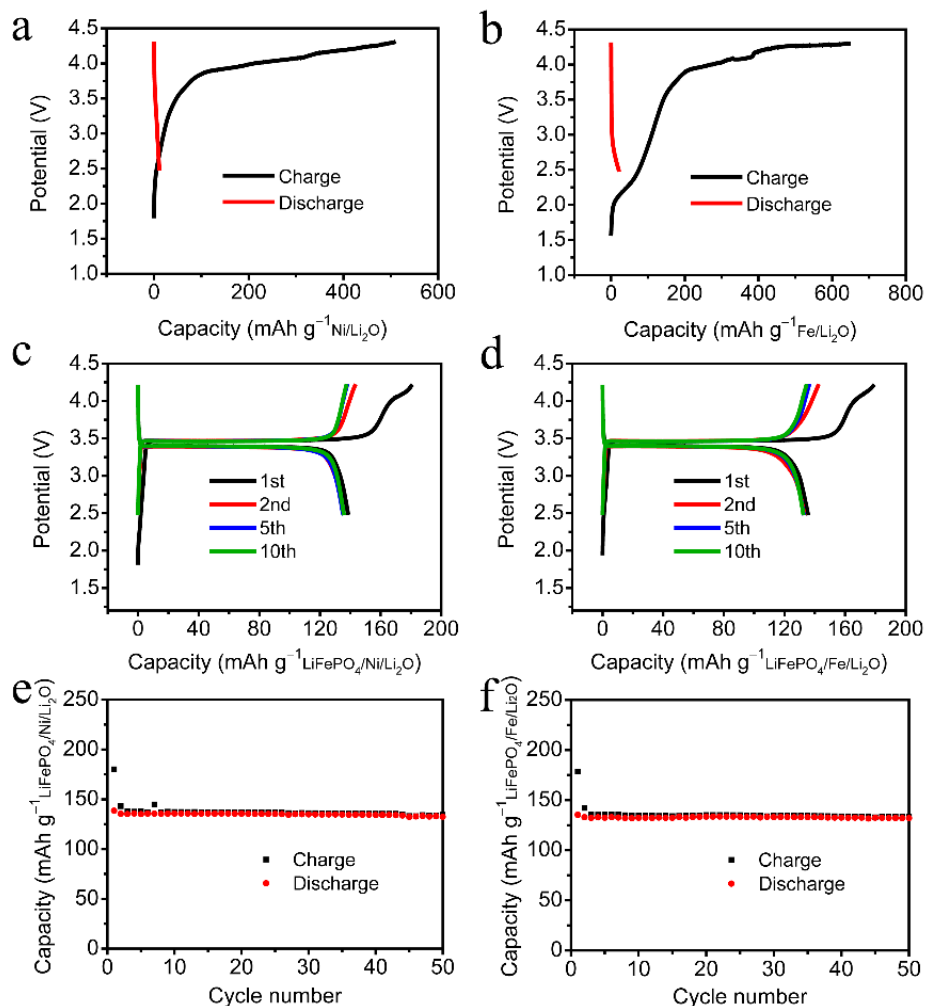 a
4.5
4.0
3.5
3.0
2.5
2.0
1.5
1.0
Potential (V)
Charge
Discharge
0 200 400 600
Capacity (mAh g⁻¹Ni/Li₂O)
b
4.5
4.0
3.5
3.0
2.5
2.0
1.5
1.0
Potential (V)
Charge
Discharge
0 200 400 600 800
Capacity (mAh g⁻¹Fe/Li₂O)
c
4.5
4.0
3.5
3.0
2.5
2.0
1.5
Potential (V)
1st
2nd
5th
10th
0 40 80 120 160 200
Capacity (mAh g⁻¹LiFePO₄/Ni/Li₂O)
d
4.5
4.0
3.5
3.0
2.5
2.0
1.5
Potential (V)
1st
2nd
5th
10th
0 40 80 120 160 200
Capacity (mAh g⁻¹LiFePO₄/Fe/Li₂O)
e
250
200
150
100
50
0
Capacity (mAh g⁻¹LiFePO₄/Ni/Li₂O)
Charge
Discharge
0 10 20 30 40 50
Cycle number
f
250
200
150
100
50
0
Capacity (mAh g⁻¹LiFePO₄/Fe/Li₂O)
Charge
Discharge
0 10 20 30 40 50
Cycle number